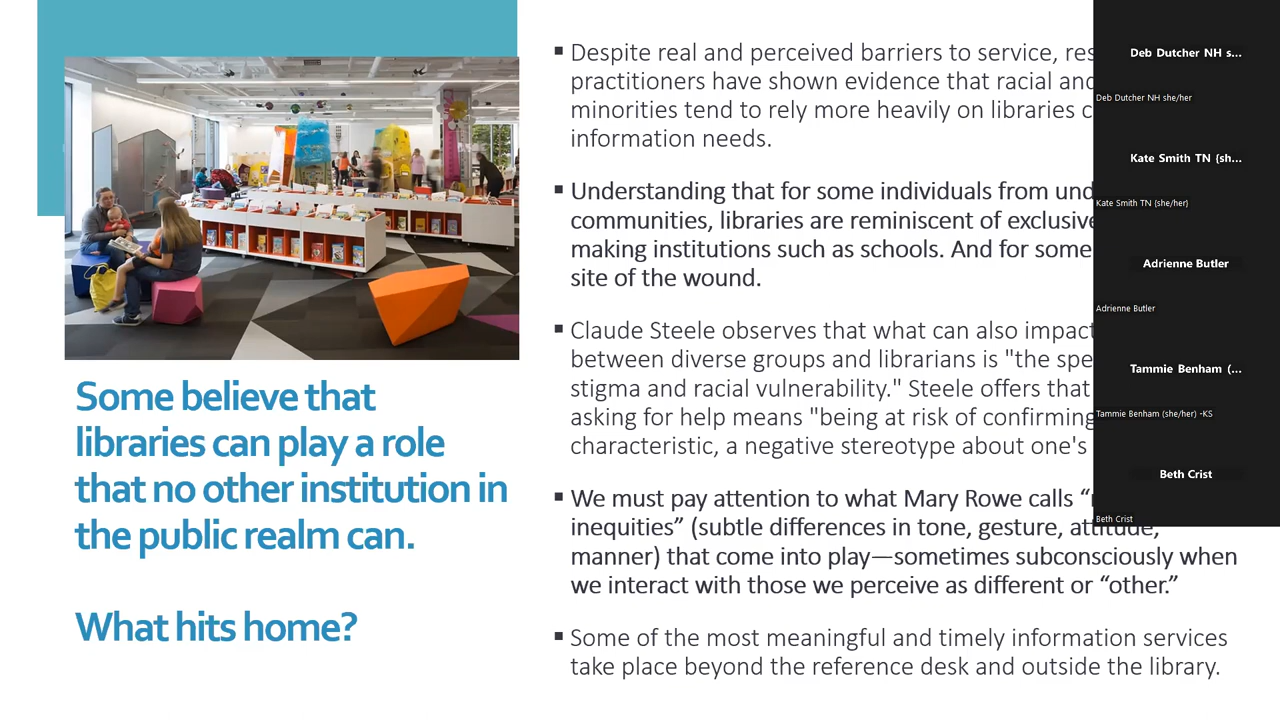 Some believe that
libraries can play a role
that no other institution in
the public realm can.
What hits home?
▪ Despite real and perceived barriers to service,
practitioners have shown evidence that racial and
minorities tend to rely more heavily on libraries
information needs.
▪ Understanding that for some individuals from
communities, libraries are reminiscent of exclusive
making institutions such as schools. And for some
site of the wound.
▪ Claude Steele observes that what can also impact
between diverse groups and librarians is "the
stigma and racial vulnerability." Steele offers that
asking for help means "being at risk of confirming
characteristic, a negative stereotype about one's
▪ We must pay attention to what Mary Rowe calls “
inequities” (subtle differences in tone, gesture, attitude,
manner) that come into play—sometimes subconsciously when
we interact with those we perceive as different or “other.”
▪ Some of the most meaningful and timely information services
take place beyond the reference desk and outside the library.
Deb Dutcher NH s...
Deb Dutcher NH she/her
Kate Smith TN (sh...
Kate Smith TN (she/her)
Adrienne Butler
Adrienne Butler
Tammie Benham (...
Tammie Benham (she/her) -KS
Beth Crist
Beth Crist